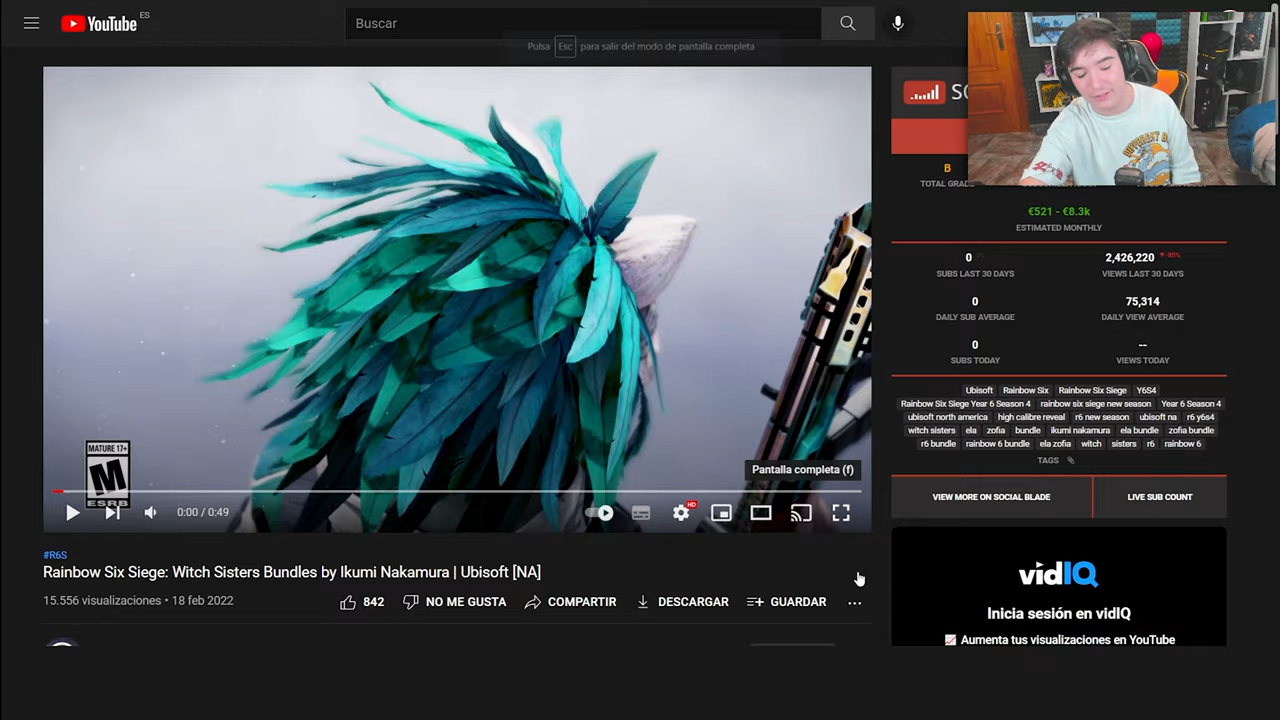 YouTube ES
Buscar
Pulsa Esc para salir del modo de pantalla completa
SO
B
TOTAL GRADE
€521 - €8.3k
ESTIMATED MONTHLY
0
SUBS LAST 30 DAYS
2,426,220
VIEWS LAST 30 DAYS
0
DAILY SUB AVERAGE
75,314
DAILY VIEW AVERAGE
0
SUBS TODAY
--
VIEWS TODAY
Ubisoft Rainbow Six Rainbow Six Siege Y6S4
Rainbow Six Siege Year 6 Season 4 rainbow six siege new season Year 6 Season 4
ubisoft north america high calibre reveal r6 new season ubisoft na r6 y6s4
witch sisters ela zofia bundle ikumi nakamura ela bundle zofia bundle
r6 bundle rainbow 6 bundle ela zofia witch sisters r6 rainbow 6
TAGS
VIEW MORE ON SOCIAL BLADE
LIVE SUB COUNT
vidIQ
Inicia sesión en vidIQ
Aumenta tus visualizaciones en YouTube
MATURE 17+
M
ESRB
Pantalla completa (f)
0:00 / 0:49
HD
#R6S
Rainbow Six Siege: Witch Sisters Bundles by Ikumi Nakamura | Ubisoft [NA]
15.556 visualizaciones • 18 feb 2022
842
NO ME GUSTA
COMPARTIR
DESCARGAR
GUARDAR